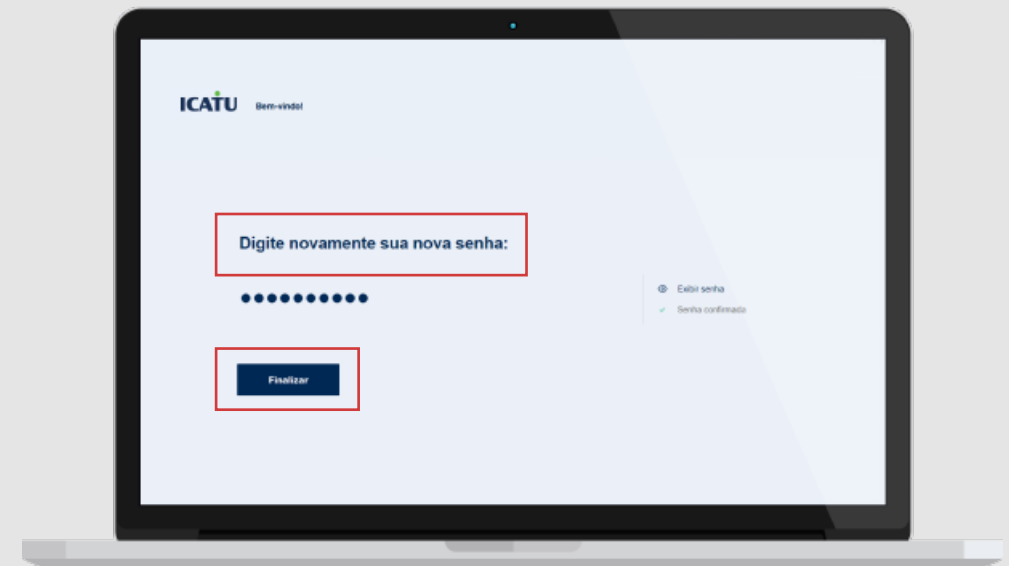 ICATU
Bem-vindo!
Digite novamente sua nova senha:
Exibir senha
Senha confirmada
Finalizar